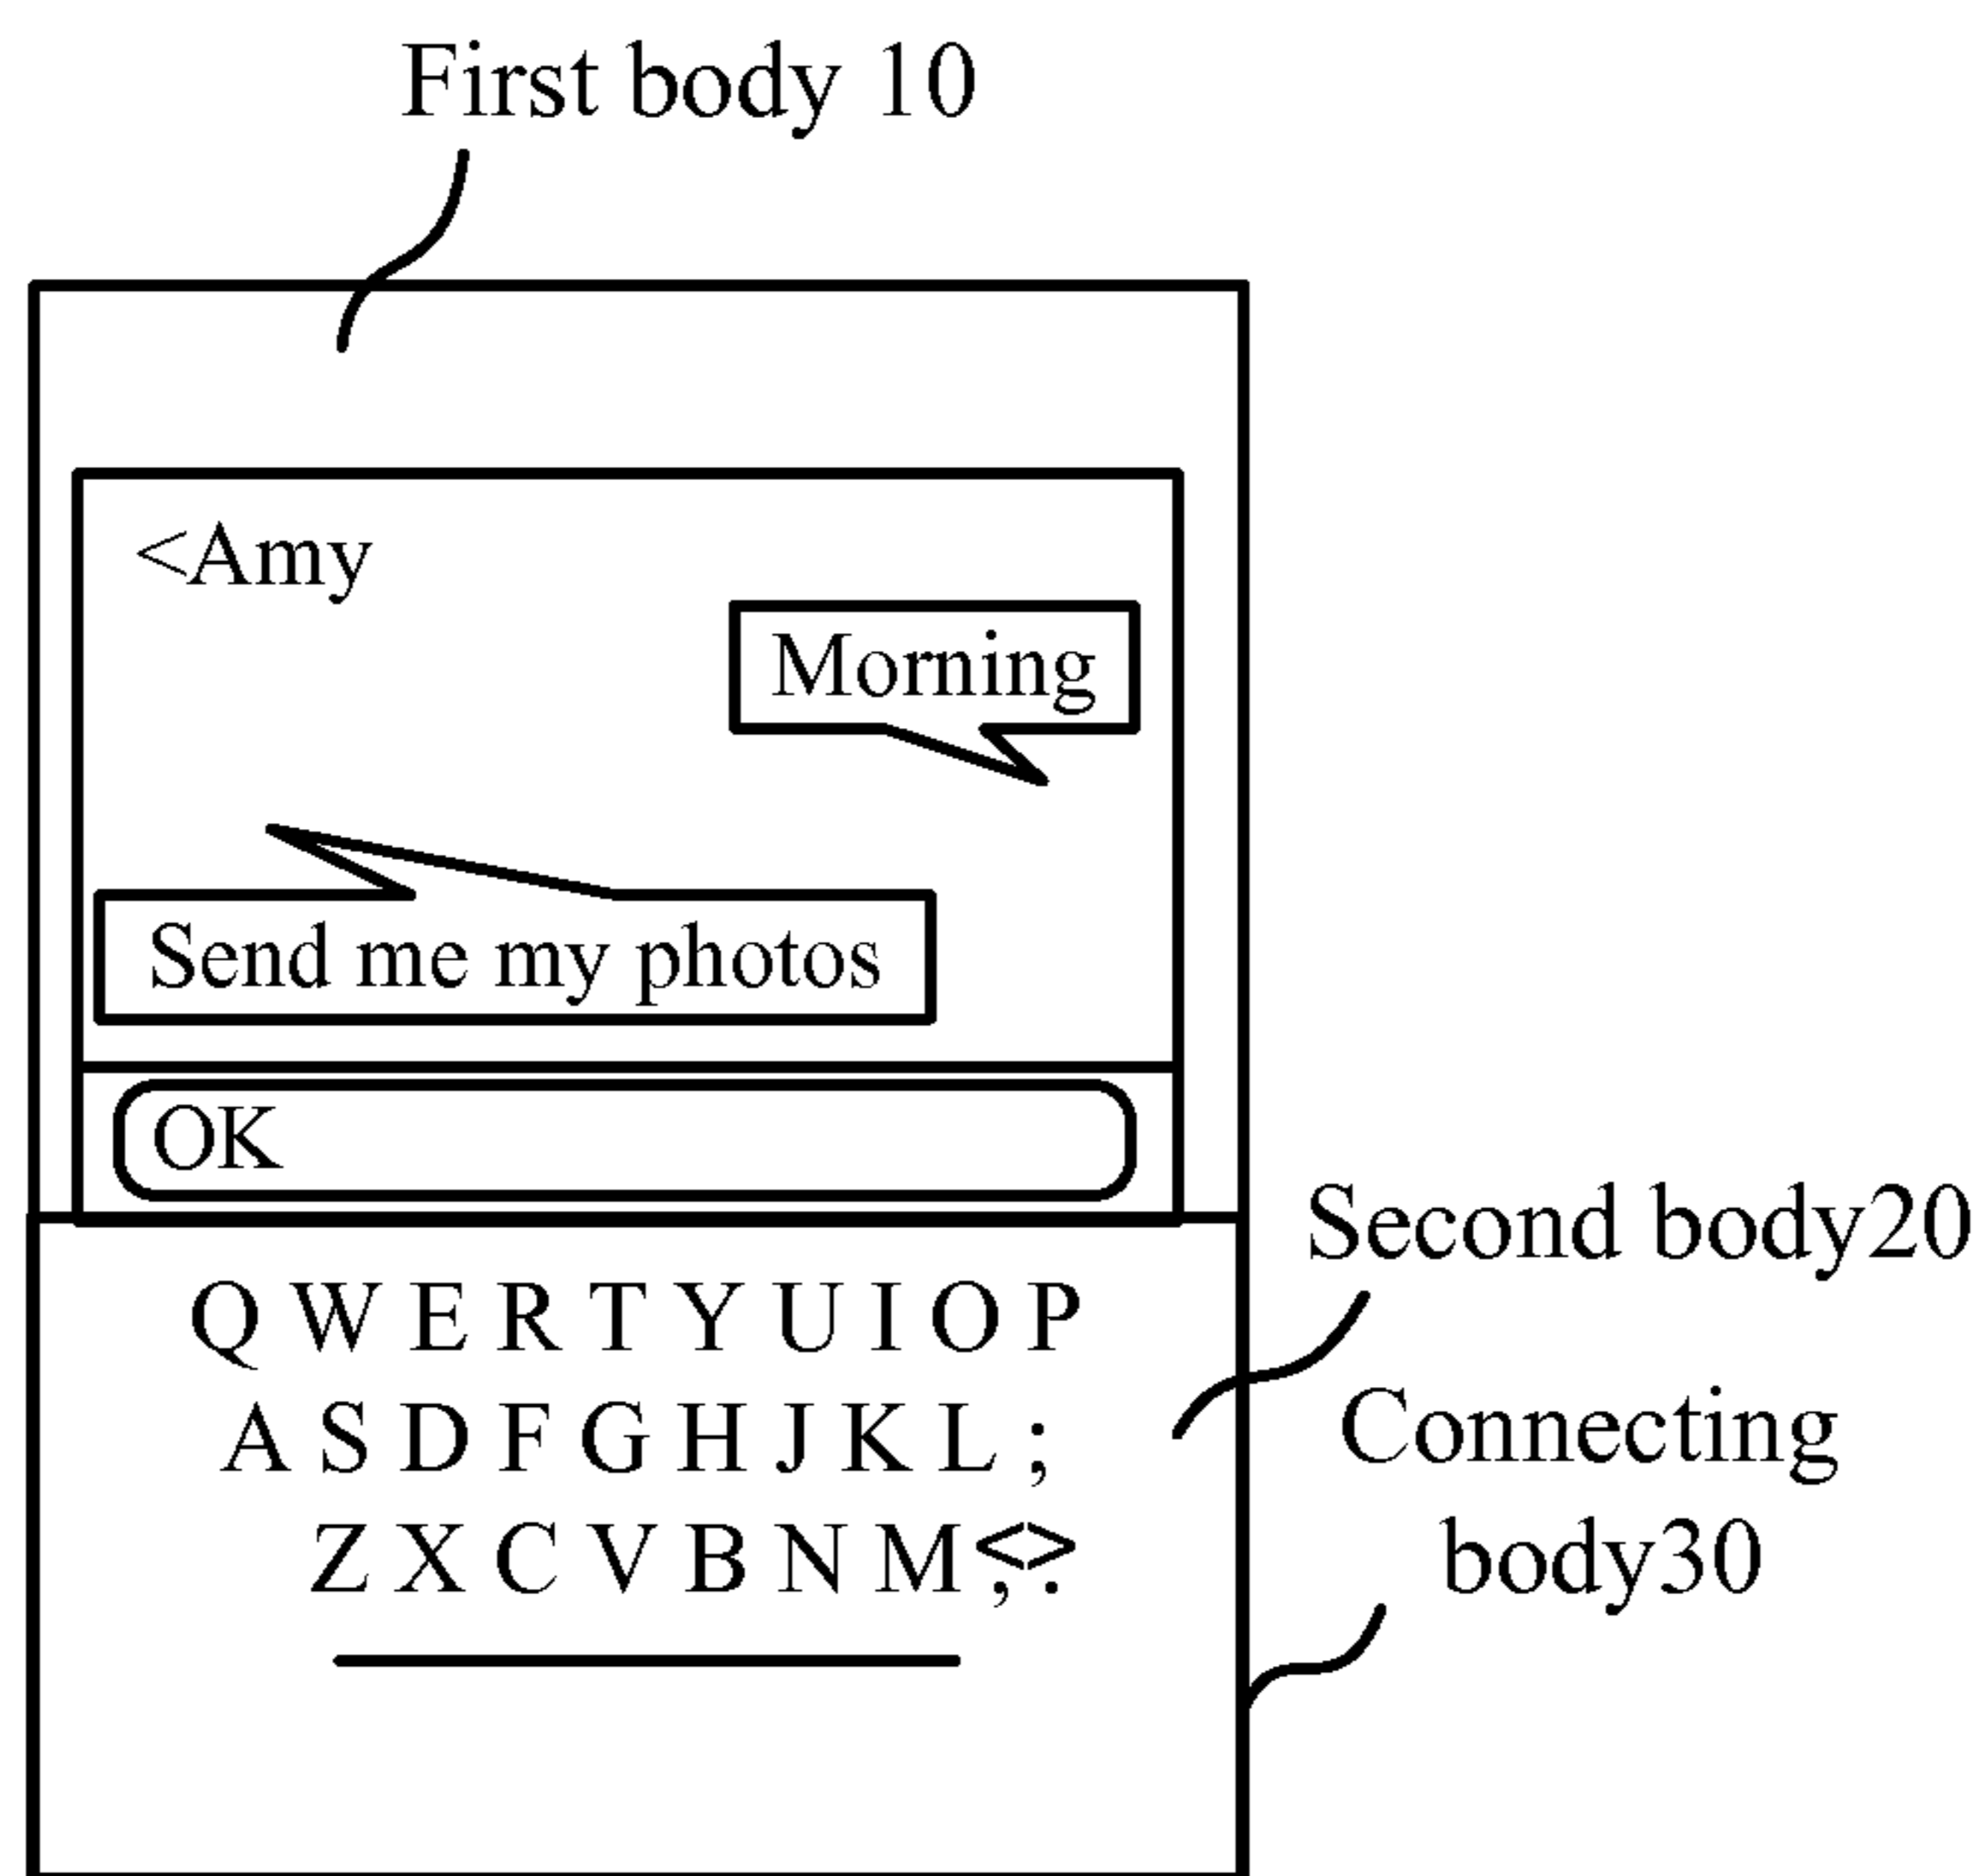 First body 10
<Amy
Morning
Send me my photos
OK
Second body20
Q W E R T Y U I O P
A S D F G H J K L ;
Z X C V B N M <>
, .
Connecting
body30